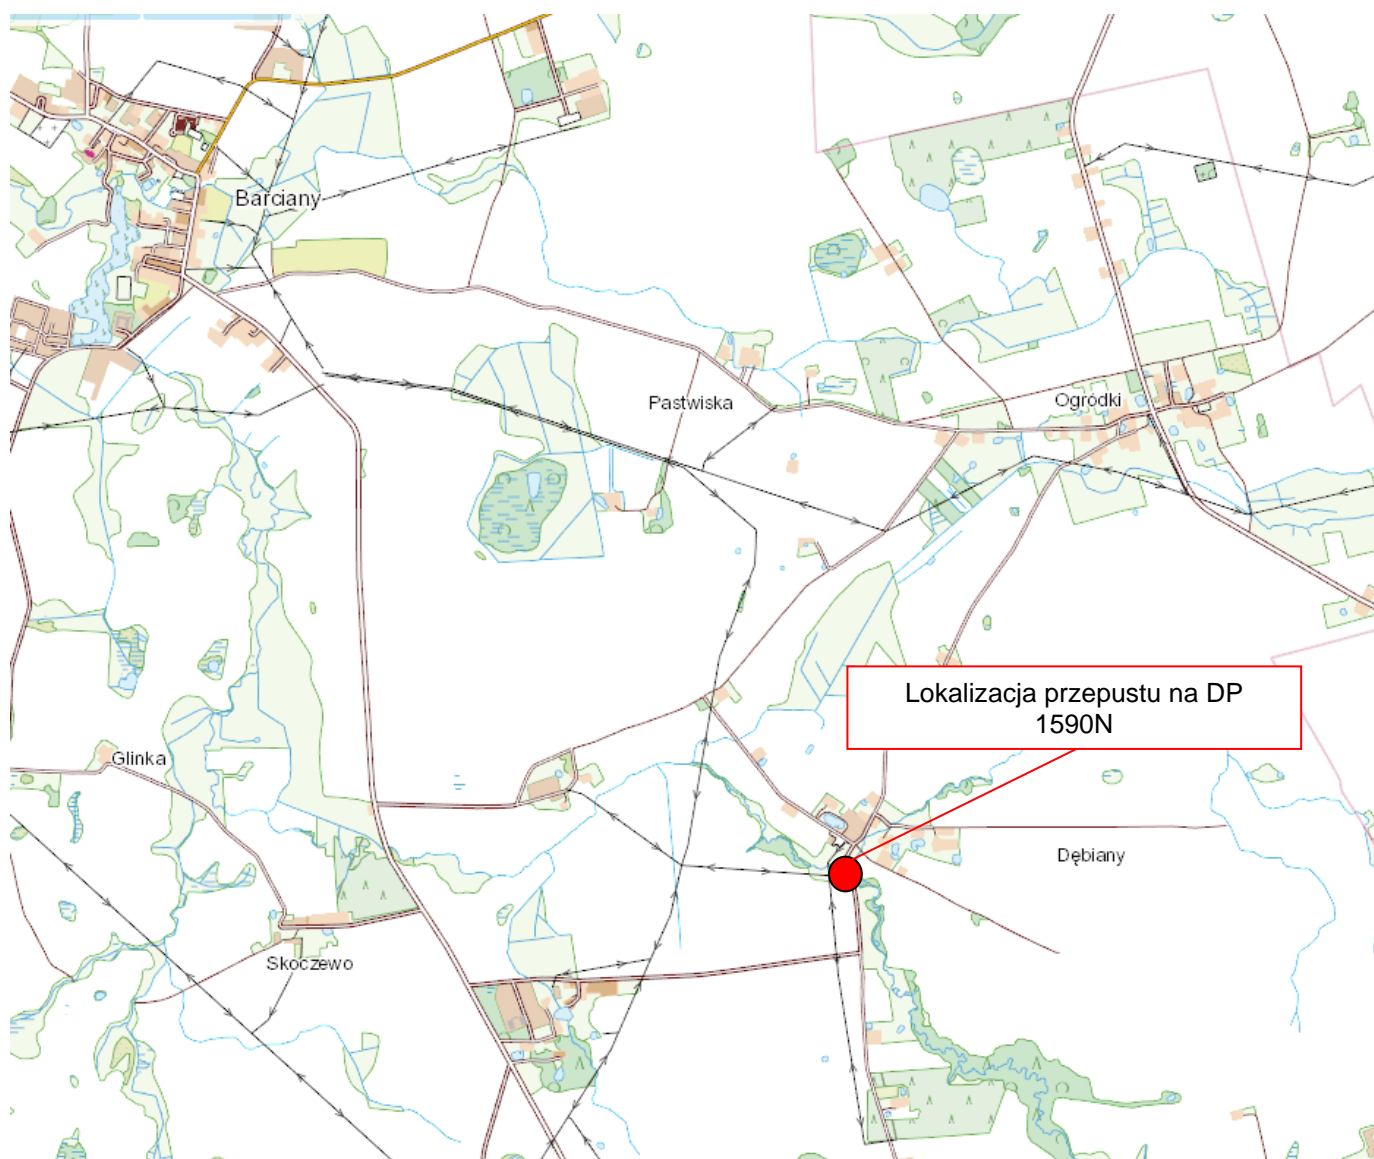 Barciany
Pastwiska
Ogródki
Lokalizacja przepustu na DP
1590N
Glinka
Dębiany
Skoczewo